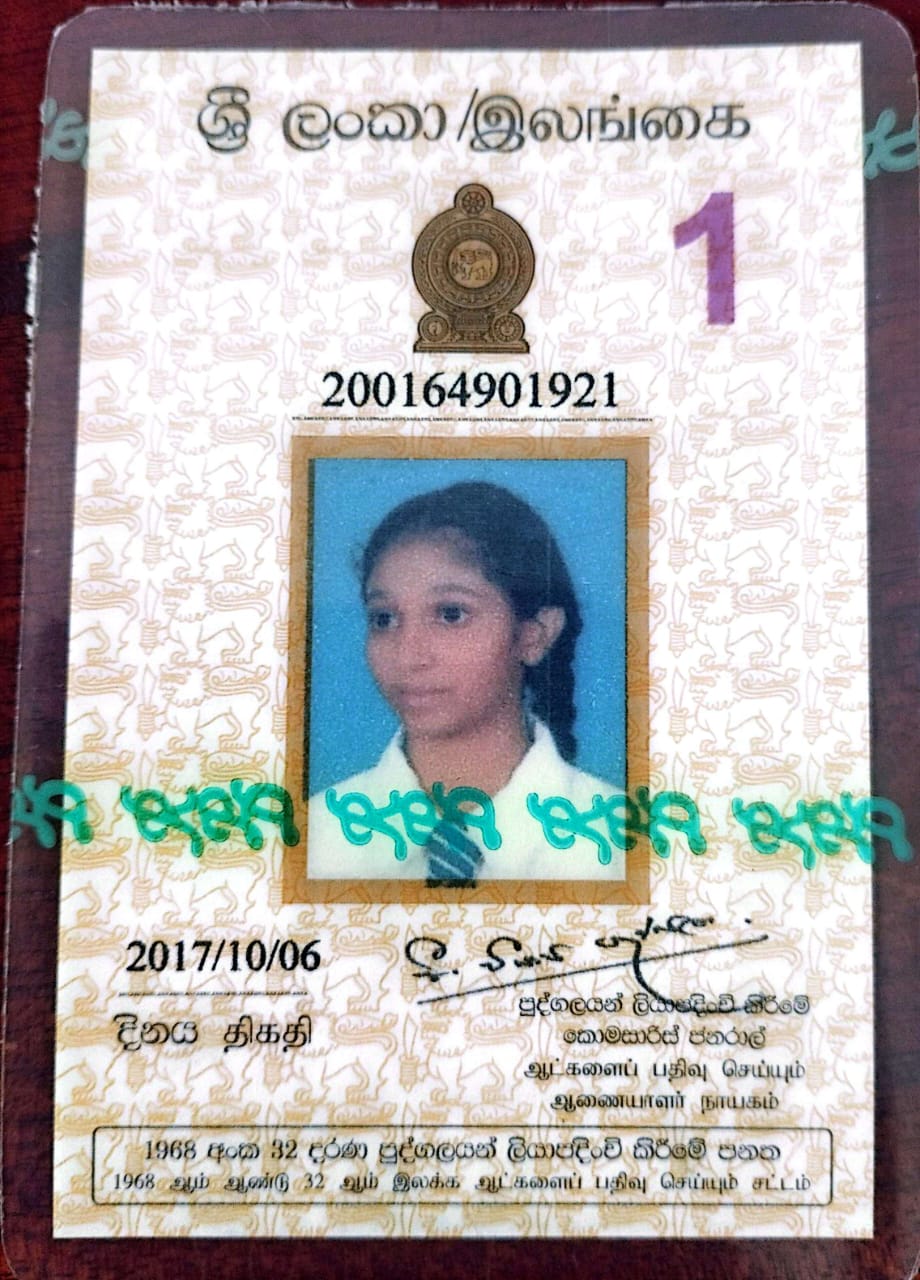 ශ්‍රී ලංකා/இலங்கை
1
200164901921
2017/10/06
දිනය திகதி
පුද්ගලයන් ලියාපදිංචි කිරීමේ
කොමසාරිස් ජනරාල්
ஆட்களைப் பதிவு செய்யும்
ஆணையாளர் நாயகம்
1968 අංක 32 දරණ පුද්ගලයන් ලියාපදිංචි කිරීමේ පනත
1968 ஆம் ஆண்டு 32 ஆம் இலக்க ஆட்களைப் பதிவு செய்யும் சட்டம்